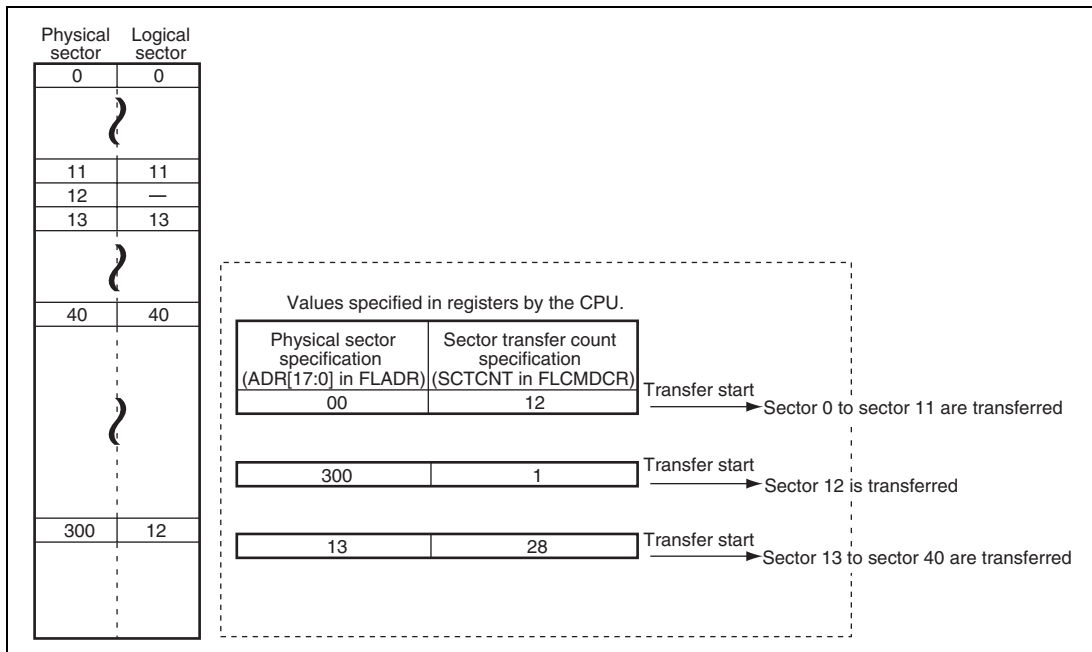 Physical sector Logical sector
0 0
11 11
12 —
13 13
40 40
300 12
Values specified in registers by the CPU.
Physical sector specification (ADR[17:0] in FLADR) Sector transfer count specification (SCTCNT in FLCMDCR)
00 12
Transfer start
Sector 0 to sector 11 are transferred
300 1
Transfer start
Sector 12 is transferred
13 28
Transfer start
Sector 13 to sector 40 are transferred